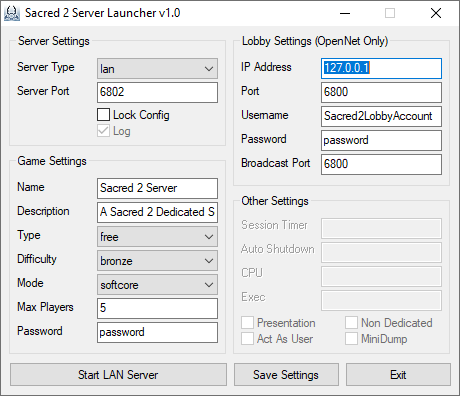 Sacred 2 Server Launcher v1.0
Server Settings
Server Type lan
Server Port 6802
Lock Config
Log
Game Settings
Name Sacred 2 Server
Description A Sacred 2 Dedicated S
Type free
Difficulty bronze
Mode softcore
Max Players 5
Password password
Lobby Settings (OpenNet Only)
IP Address 127.0.0.1
Port 6800
Username Sacred2LobbyAccount
Password password
Broadcast Port 6800
Other Settings
Session Timer
Auto Shutdown
CPU
Exec
Presentation Non Dedicated
Act As User MiniDump
Start LAN Server Save Settings Exit